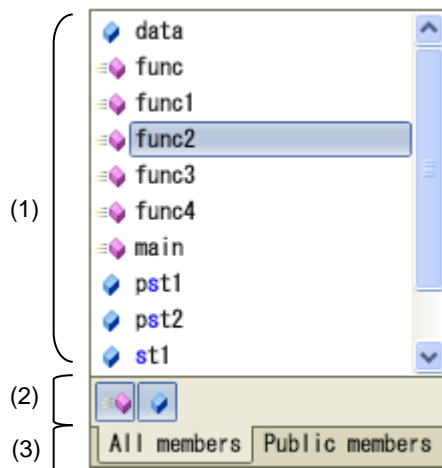 data
func
func1
func2
func3
func4
main
pst1
pst2
st1
(1)
(2)
(3)
All members Public members